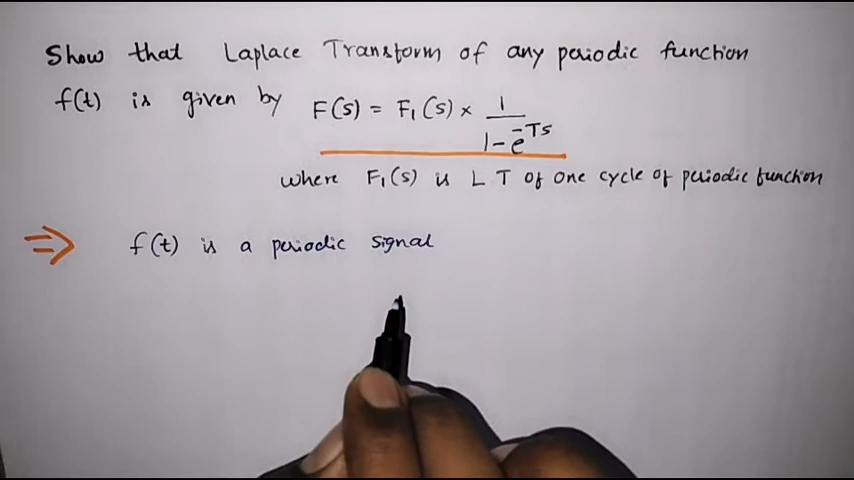 Show that Laplace Transform of any periodic function
f(t) is given by F(s) = F₁(s) × 1/(1-e^-Ts)
where F₁(s) is L T of one cycle of periodic function
⇒ f(t) is a periodic signal